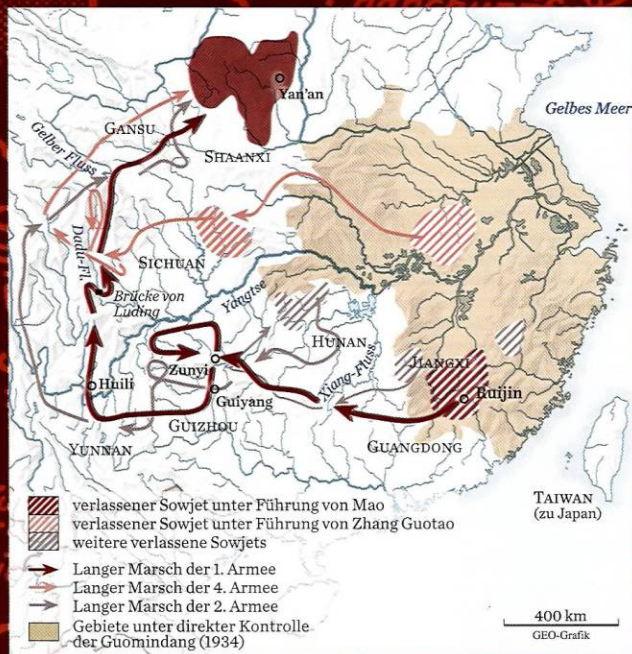 Yan'an
Gelbes Meer
GANSU
Gelber Fluss
SHAANXI
Dadu-Fl.
SICHUAN
Brücke von
Luding
Yangtse
HUNAN
Zunyi
Xiang-Fluss
JIANGXI
Huili
Ruijin
Guiyang
GUIZHOU
GUANGDONG
YUNNAN
TAIWAN
(zu Japan)
verlassener Sowjet unter Führung von Mao
verlassener Sowjet unter Führung von Zhang Guotao
weitere verlassene Sowjets
Langer Marsch der 1. Armee
Langer Marsch der 4. Armee
Langer Marsch der 2. Armee
Gebiete unter direkter Kontrolle
der Guomindang (1934)
400 km
GEO-Grafik